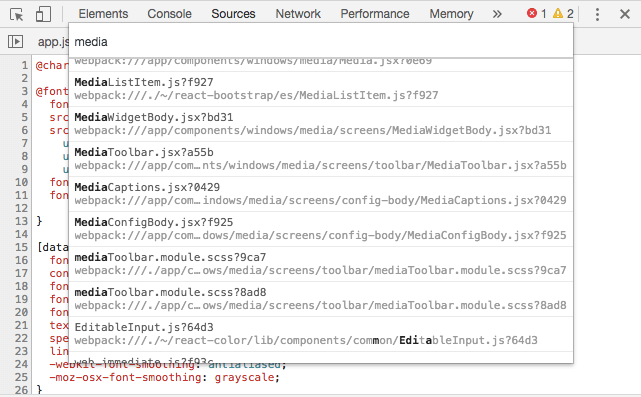 Elements Console Sources Network Performance Memory » 1 2
app.js
media
webpack:///app/components/windows/media/Media.jsx?0e69
MediaListItem.js?f927
webpack:///./~/react-bootstrap/es/MediaListItem.js?f927
MediaWidgetBody.jsx?bd31
webpack:///app/components/windows/media/screens/MediaWidgetBody.jsx?bd31
MediaToolbar.jsx?a55b
webpack:///app/com…nts/windows/media/screens/toolbar/MediaToolbar.jsx?a55b
MediaCaptions.jsx?0429
webpack:///app/com…indows/media/screens/config-body/MediaCaptions.jsx?0429
MediaConfigBody.jsx?f925
webpack:///app/com…dows/media/screens/config-body/MediaConfigBody.jsx?f925
mediaToolbar.module.scss?9ca7
webpack:///./app/c…ows/media/screens/toolbar/mediaToolbar.module.scss?9ca7
mediaToolbar.module.scss?8ad8
webpack:///./app/c…ows/media/screens/toolbar/mediaToolbar.module.scss?8ad8
EditableInput.js?64d3
webpack:///./~/react-color/lib/components/common/EditableInput.js?64d3
web-immediate.js?f93c
1 @char
2
3 @font
4 fon
5 src
6 src
7 u
8 u
9 u
10 fon
11 fon
12
13 }
14
15 [data
16 fon
17 con
18 fon
19 fon
20 fon
21 tex
22 spe
23 lin
24 -webkit-font-smoothing: antialiased;
25 -moz-osx-font-smoothing: grayscale;
26 }